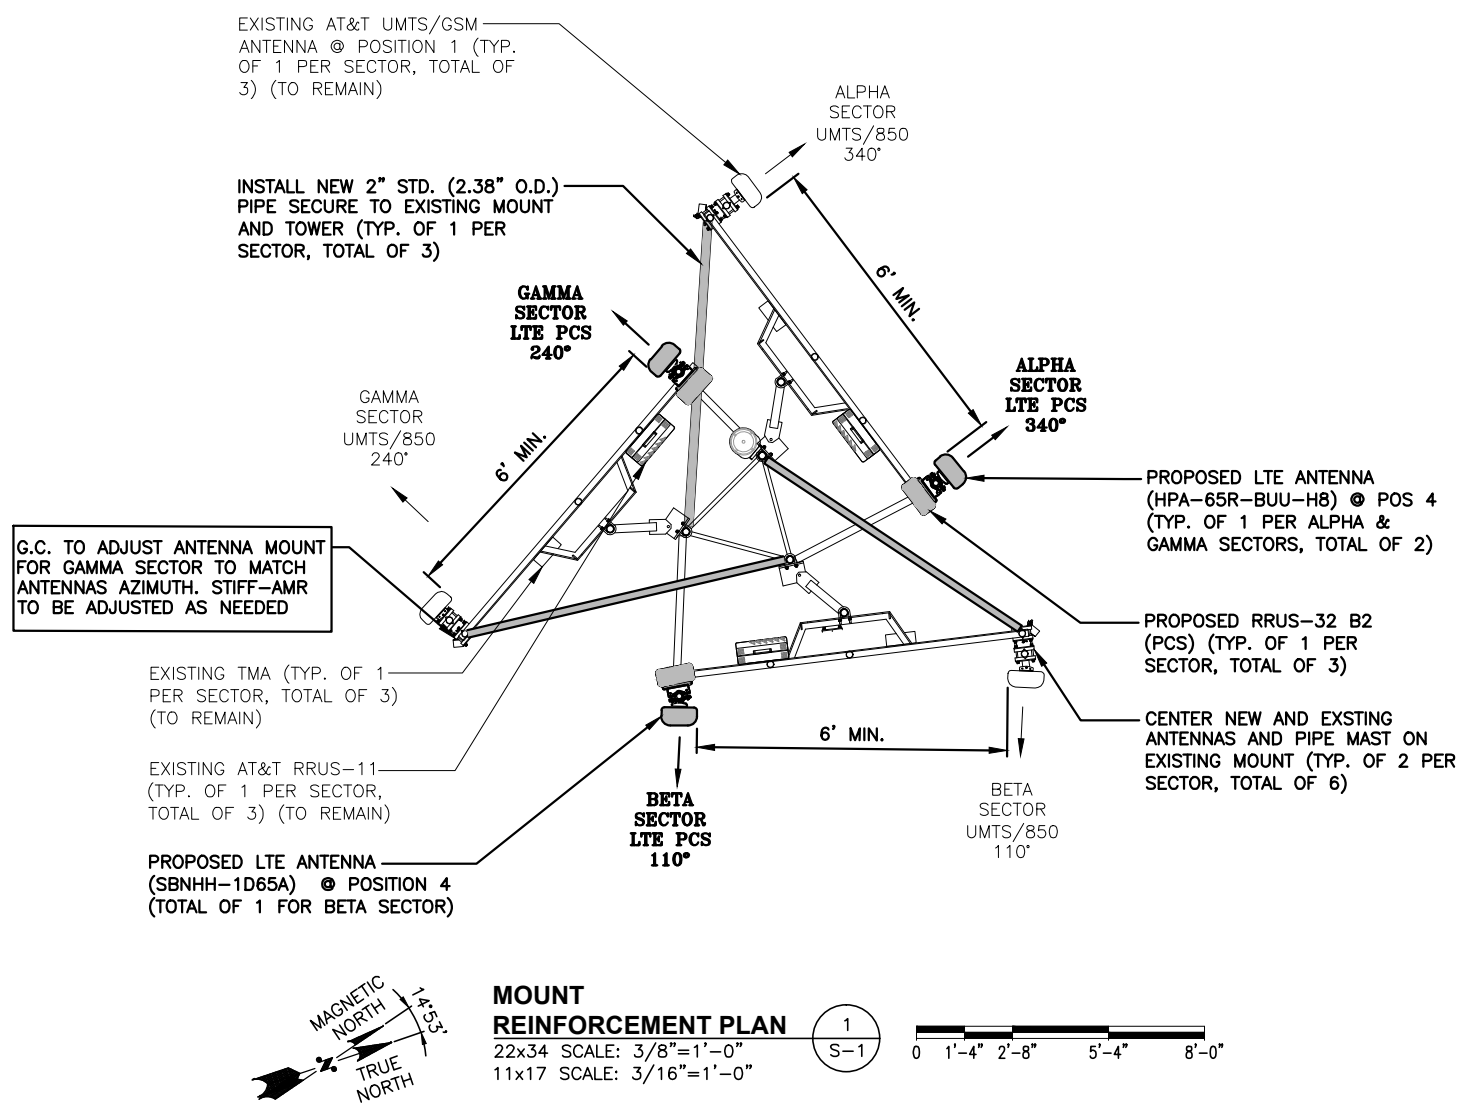 EXISTING AT&T UMTS/GSM
ANTENNA @ POSITION 1 (TYP.
OF 1 PER SECTOR, TOTAL OF
3) (TO REMAIN)
ALPHA
SECTOR
UMTS/850
340°
INSTALL NEW 2" STD. (2.38" O.D.)
PIPE SECURE TO EXISTING MOUNT
AND TOWER (TYP. OF 1 PER
SECTOR, TOTAL OF 3)
6' MIN.
GAMMA
SECTOR
LTE PCS
240°
ALPHA
SECTOR
LTE PCS
340°
GAMMA
SECTOR
UMTS/850
240°
6' MIN.
PROPOSED LTE ANTENNA
(HPA-65R-BUU-H8) @ POS 4
(TYP. OF 1 PER ALPHA &
GAMMA SECTORS, TOTAL OF 2)
G.C. TO ADJUST ANTENNA MOUNT
FOR GAMMA SECTOR TO MATCH
ANTENNAS AZIMUTH. STIFF-AMR
TO BE ADJUSTED AS NEEDED
PROPOSED RRUS-32 B2
(PCS) (TYP. OF 1 PER
SECTOR, TOTAL OF 3)
EXISTING TMA (TYP. OF 1
PER SECTOR, TOTAL OF 3)
(TO REMAIN)
CENTER NEW AND EXSTING
ANTENNAS AND PIPE MAST ON
EXISTING MOUNT (TYP. OF 2 PER
SECTOR, TOTAL OF 6)
6' MIN.
EXISTING AT&T RRUS-11
(TYP. OF 1 PER SECTOR,
TOTAL OF 3) (TO REMAIN)
BETA
SECTOR
LTE PCS
110°
BETA
SECTOR
UMTS/850
110°
PROPOSED LTE ANTENNA
(SBNHH-1D65A) @ POSITION 4
(TOTAL OF 1 FOR BETA SECTOR)
MAGNETIC
NORTH
14°53'
N
TRUE
NORTH
MOUNT
REINFORCEMENT PLAN
22x34 SCALE: 3/8"=1'-0"
11x17 SCALE: 3/16"=1'-0"
1
S-1
0 1'-4" 2'-8" 5'-4" 8'-0"